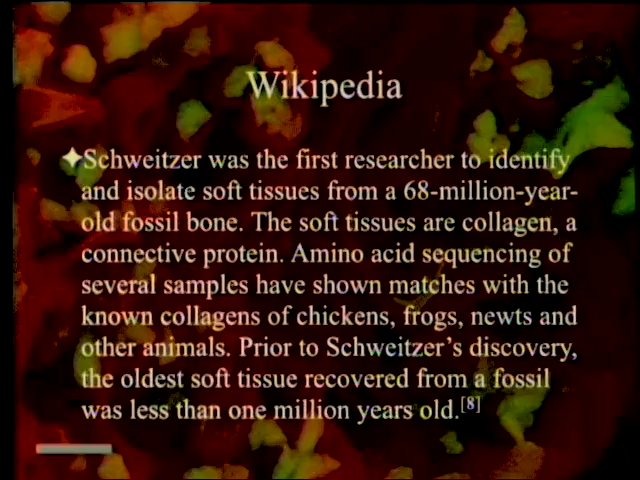 Wikipedia
✦Schweitzer was the first researcher to identify
and isolate soft tissues from a 68-million-year-
old fossil bone. The soft tissues are collagen, a
connective protein. Amino acid sequencing of
several samples have shown matches with the
known collagens of chickens, frogs, newts and
other animals. Prior to Schweitzer’s discovery,
the oldest soft tissue recovered from a fossil
was less than one million years old.[8]